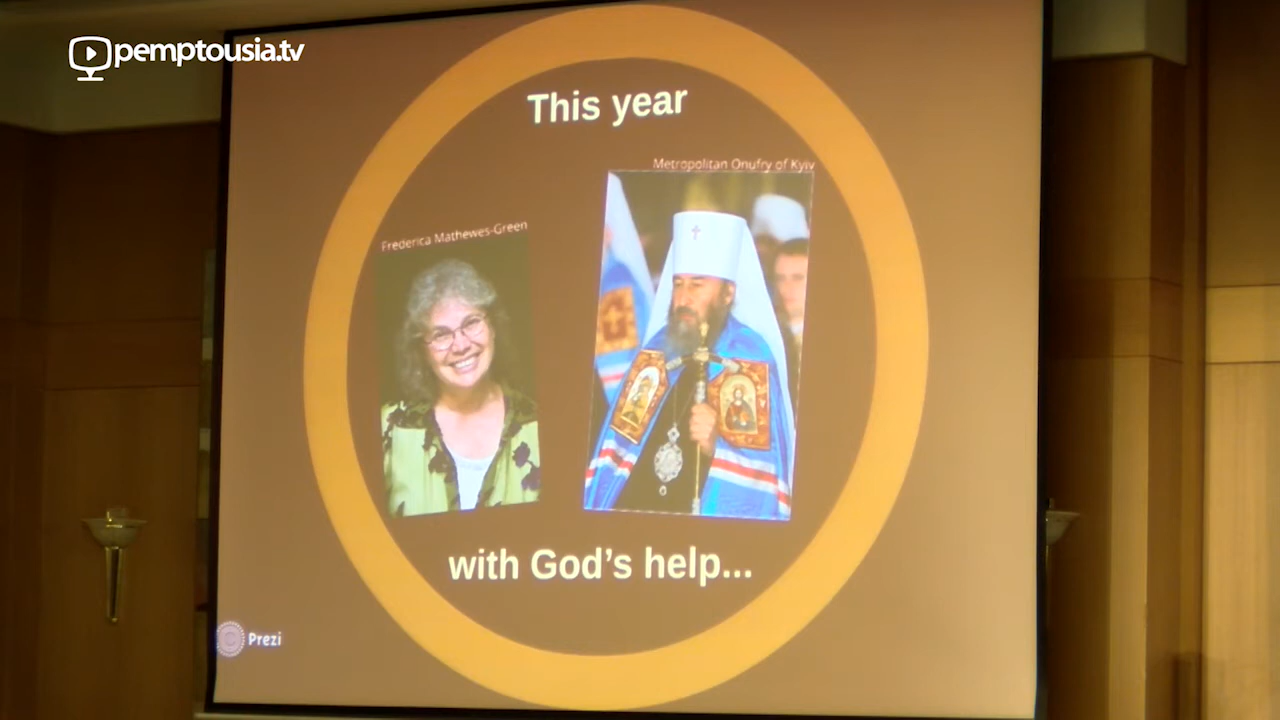 pemptousia.tv
This year
Metropolitan Onufry of Kyiv
Frederica Mathewes-Green
with God's help...
Prezi